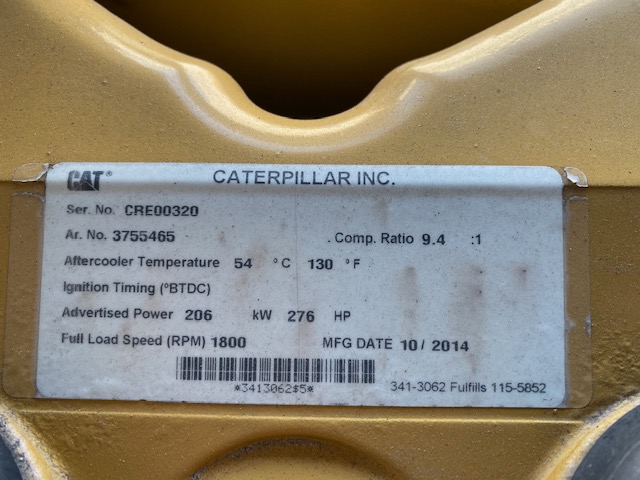 CAT® CATERPILLAR INC.
Ser. No. CRE00320
Ar. No. 3755465 . Comp. Ratio 9.4 :1
Aftercooler Temperature 54 °C 130 °F
Ignition Timing (°BTDC)
Advertised Power 206 kW 276 HP
Full Load Speed (RPM) 1800 MFG DATE 10/ 2014
*3413062$5* 341-3062 Fulfills 115-5852